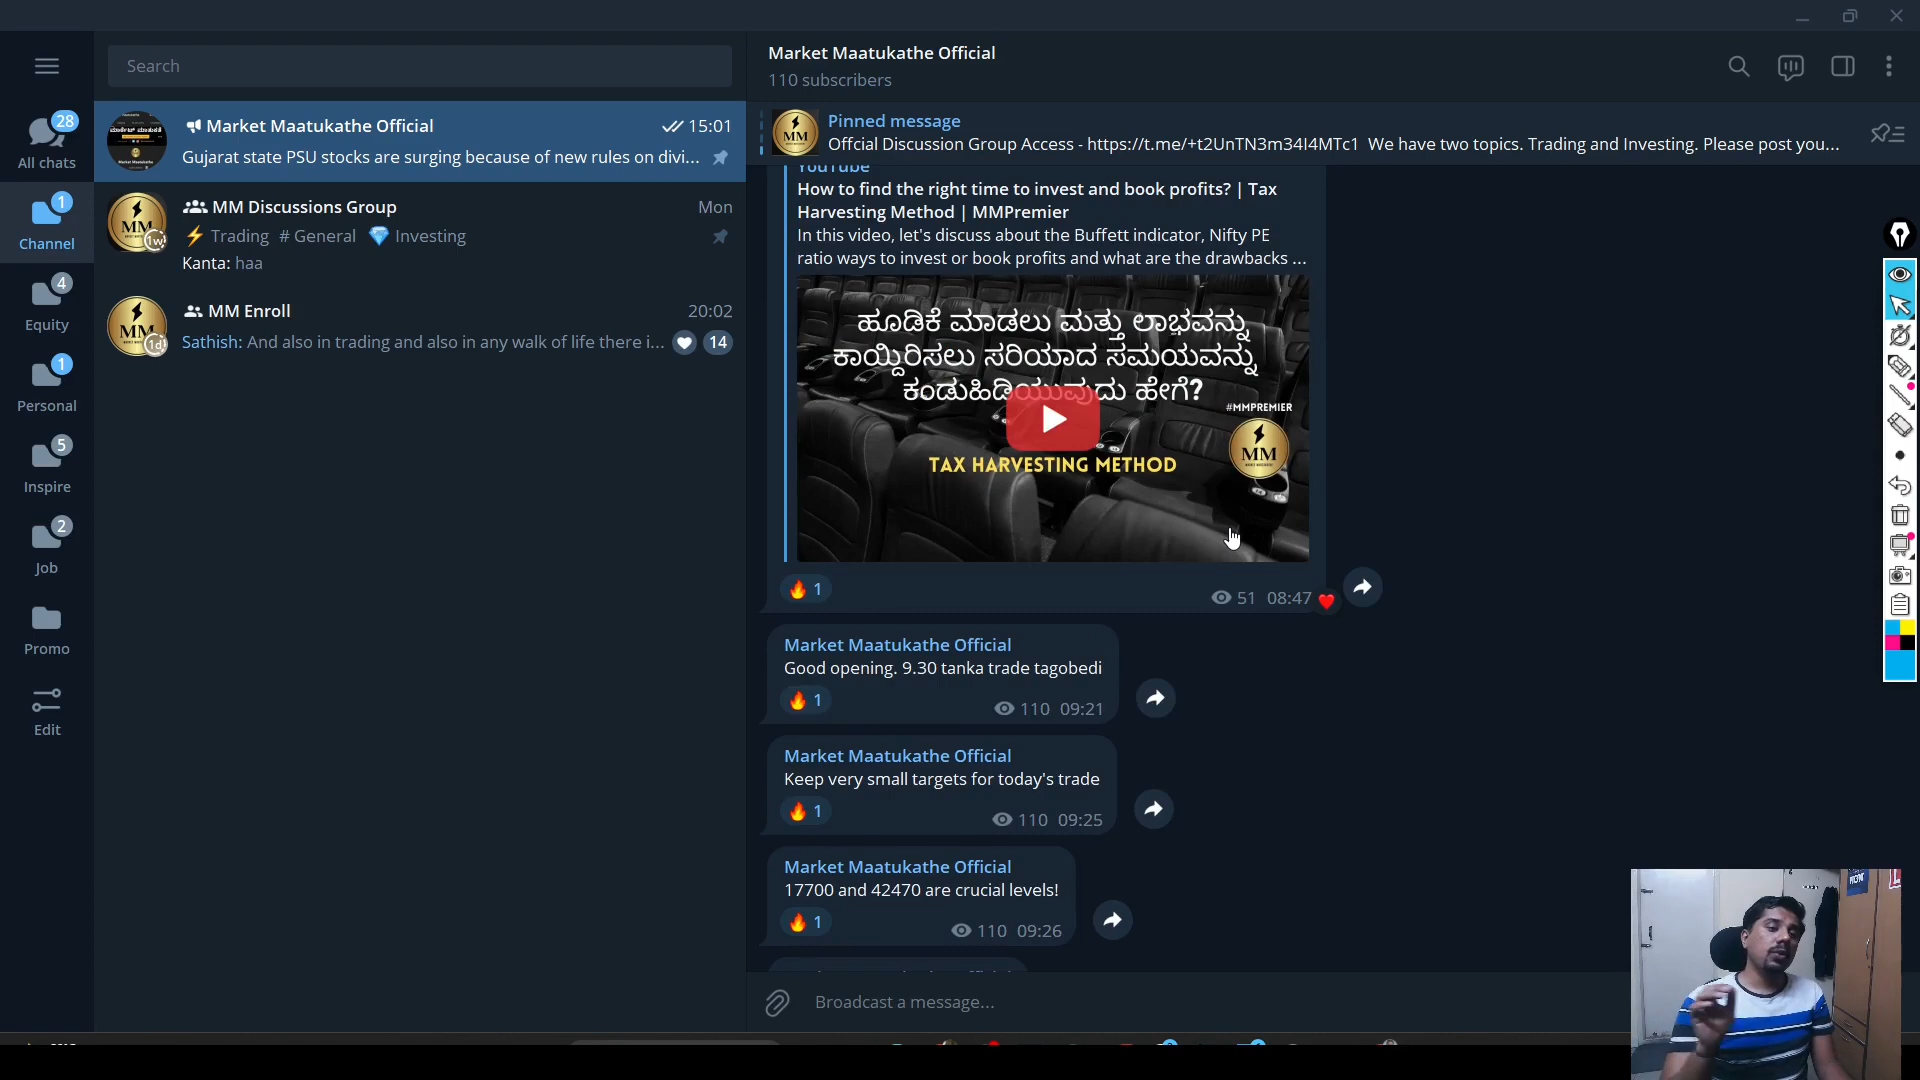 Search
28
All chats
1
Channel
4
Equity
1
Personal
5
Inspire
2
Job
Promo
Edit
Market Maatukathe Official
15:01
Gujarat state PSU stocks are surging because of new rules on divi...
MM Discussions Group
Mon
⚡ Trading # General 💎 Investing
Kanta: haa
MM
1w
MM Enroll
20:02
Sathish: And also in trading and also in any walk of life there i...
14
MM
1d
Market Maatukathe Official
110 subscribers
MM
Pinned message
Offcial Discussion Group Access - https://t.me/+t2UnTN3m34I4MTc1 We have two topics. Trading and Investing. Please post you...
YouTube
How to find the right time to invest and book profits? | Tax
Harvesting Method | MMPremier
In this video, let's discuss about the Buffett indicator, Nifty PE
ratio ways to invest or book profits and what are the drawbacks ...
ಹೂಡಿಕೆ ಮಾಡಲು ಮತ್ತು ಲಾಭವನ್ನು
ಕಾಯ್ದಿರಿಸಲು ಸರಿಯಾದ ಸಮಯವನ್ನು
ಕಂಡುಹಿಡಿಯುವುದು ಹೇಗೆ?
#MMPREMIER
MM
TAX HARVESTING METHOD
🔥 1
51 08:47
Market Maatukathe Official
Good opening. 9.30 tanka trade tagobedi
🔥 1
110 09:21
Market Maatukathe Official
Keep very small targets for today's trade
🔥 1
110 09:25
Market Maatukathe Official
17700 and 42470 are crucial levels!
🔥 1
110 09:26
Broadcast a message...